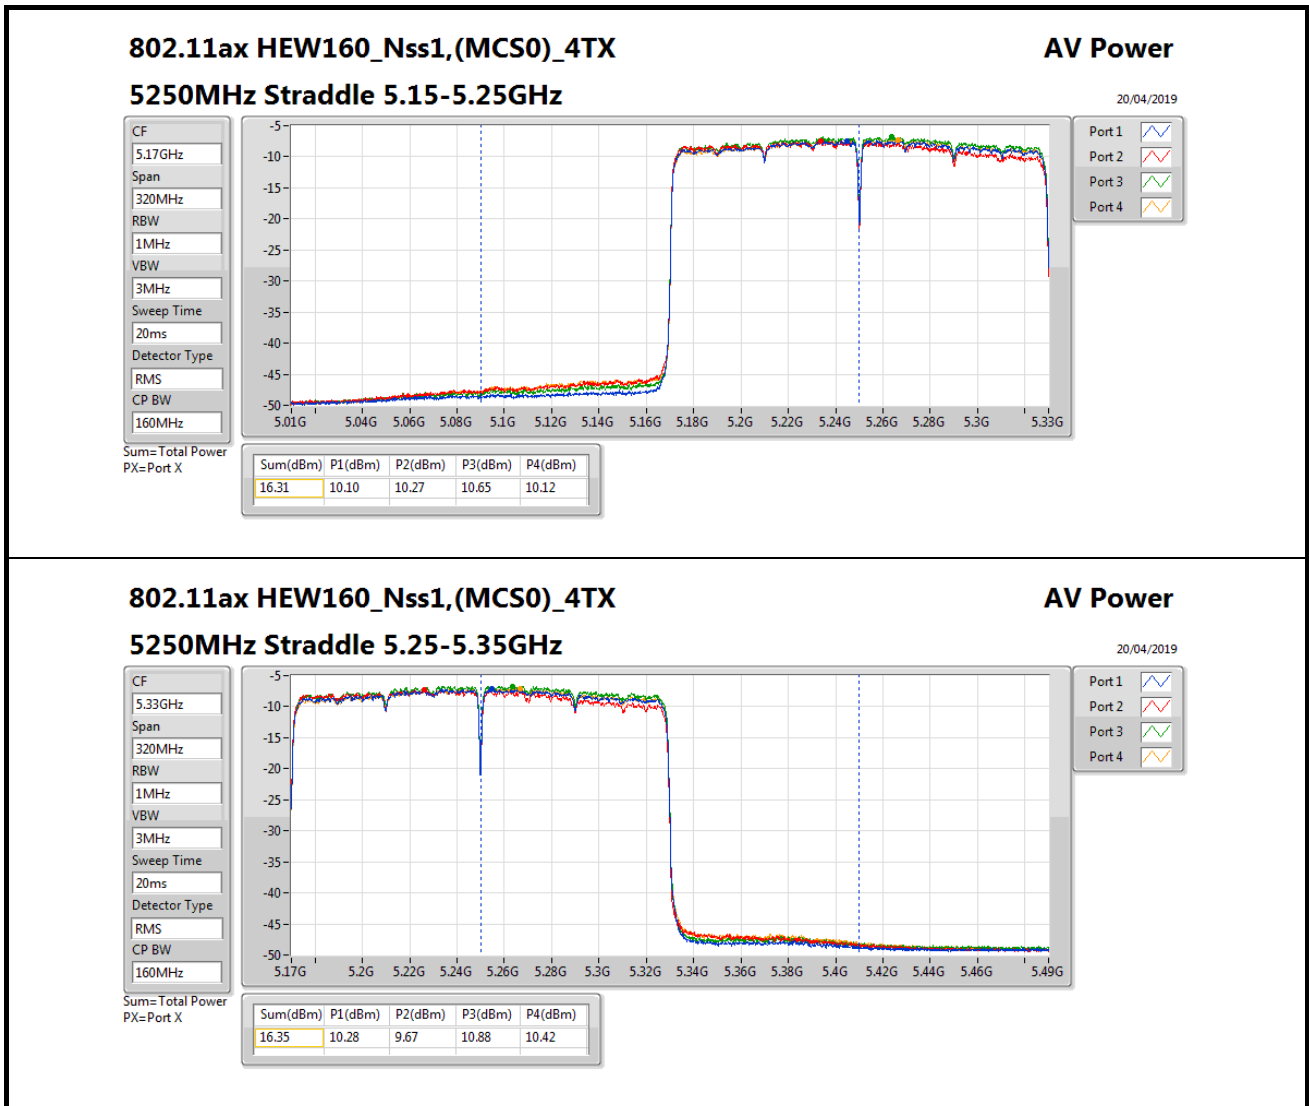 802.11ax HEW160_Nss1,(MCS0)_4TX
AV Power
5250MHz Straddle 5.15-5.25GHz
20/04/2019
CF
5.17GHz
Span
320MHz
RBW
1MHz
VBW
3MHz
Sweep Time
20ms
Detector Type
RMS
CP BW
160MHz
Sum=Total Power
PX=Port X
-5
-10
-15
-20
-25
-30
-35
-40
-45
-50
5.01G 5.04G 5.06G 5.08G 5.1G 5.12G 5.14G 5.16G 5.18G 5.2G 5.22G 5.24G 5.26G 5.28G 5.3G 5.33G
Port 1
Port 2
Port 3
Port 4
Sum(dBm) P1(dBm) P2(dBm) P3(dBm) P4(dBm)
16.31 10.10 10.27 10.65 10.12
802.11ax HEW160_Nss1,(MCS0)_4TX
AV Power
5250MHz Straddle 5.25-5.35GHz
20/04/2019
CF
5.33GHz
Span
320MHz
RBW
1MHz
VBW
3MHz
Sweep Time
20ms
Detector Type
RMS
CP BW
160MHz
Sum=Total Power
PX=Port X
-5
-10
-15
-20
-25
-30
-35
-40
-45
-50
5.17G 5.2G 5.22G 5.24G 5.26G 5.28G 5.3G 5.32G 5.34G 5.36G 5.38G 5.4G 5.42G 5.44G 5.46G 5.49G
Port 1
Port 2
Port 3
Port 4
Sum(dBm) P1(dBm) P2(dBm) P3(dBm) P4(dBm)
16.35 10.28 9.67 10.88 10.42